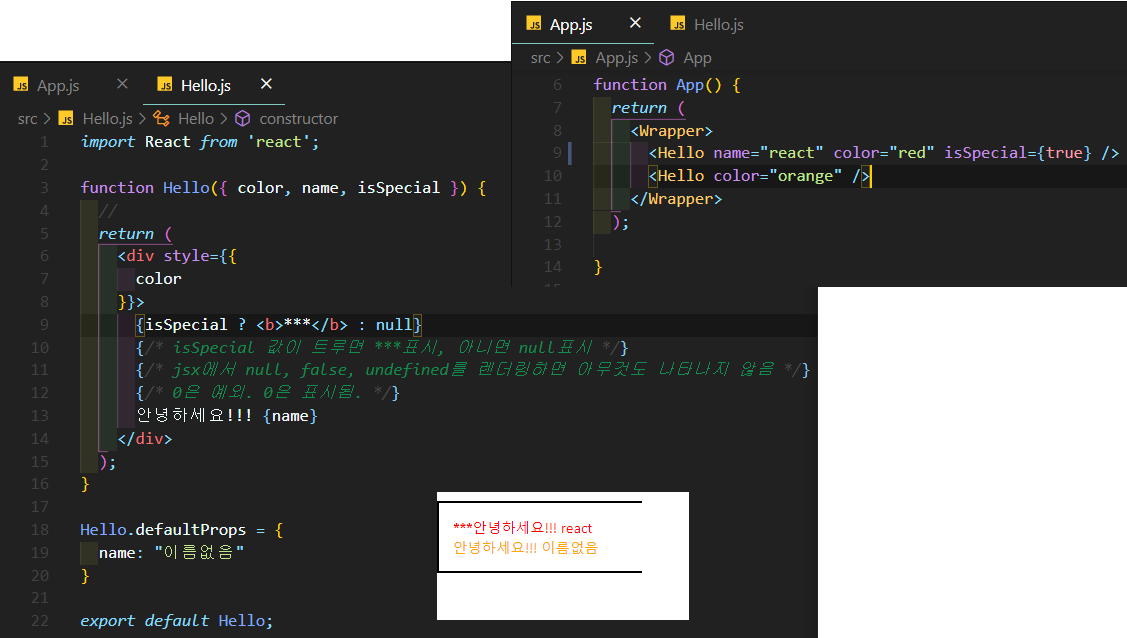 App.js × Hello.js
src > App.js > App
6 function App() {
7 return (
8 <Wrapper>
9 <Hello name="react" color="red" isSpecial={true} />
10 <Hello color="orange" />
11 </Wrapper>
12 );
13
14 }
App.js × Hello.js ×
src > Hello.js > Hello > constructor
1 import React from 'react';
2
3 function Hello({ color, name, isSpecial }) {
4 //
5 return (
6 <div style={{
7 color
8 }}>
9 {isSpecial ? <b>***</b> : null}
10 {/* isSpecial 값이 트루면 ***표시, 아니면 null표시 */}
11 {/* jsx에서 null, false, undefined를 렌더링하면 아무것도 나타나지 않음 */}
12 {/* 0은 예외. 0은 표시됨. */}
13 안녕하세요!!! {name}
14 </div>
15 );
16 }
17
18 Hello.defaultProps = {
19 name: "이름없음"
20 }
21
22 export default Hello;
***안녕하세요!!! react
안녕하세요!!! 이름없음